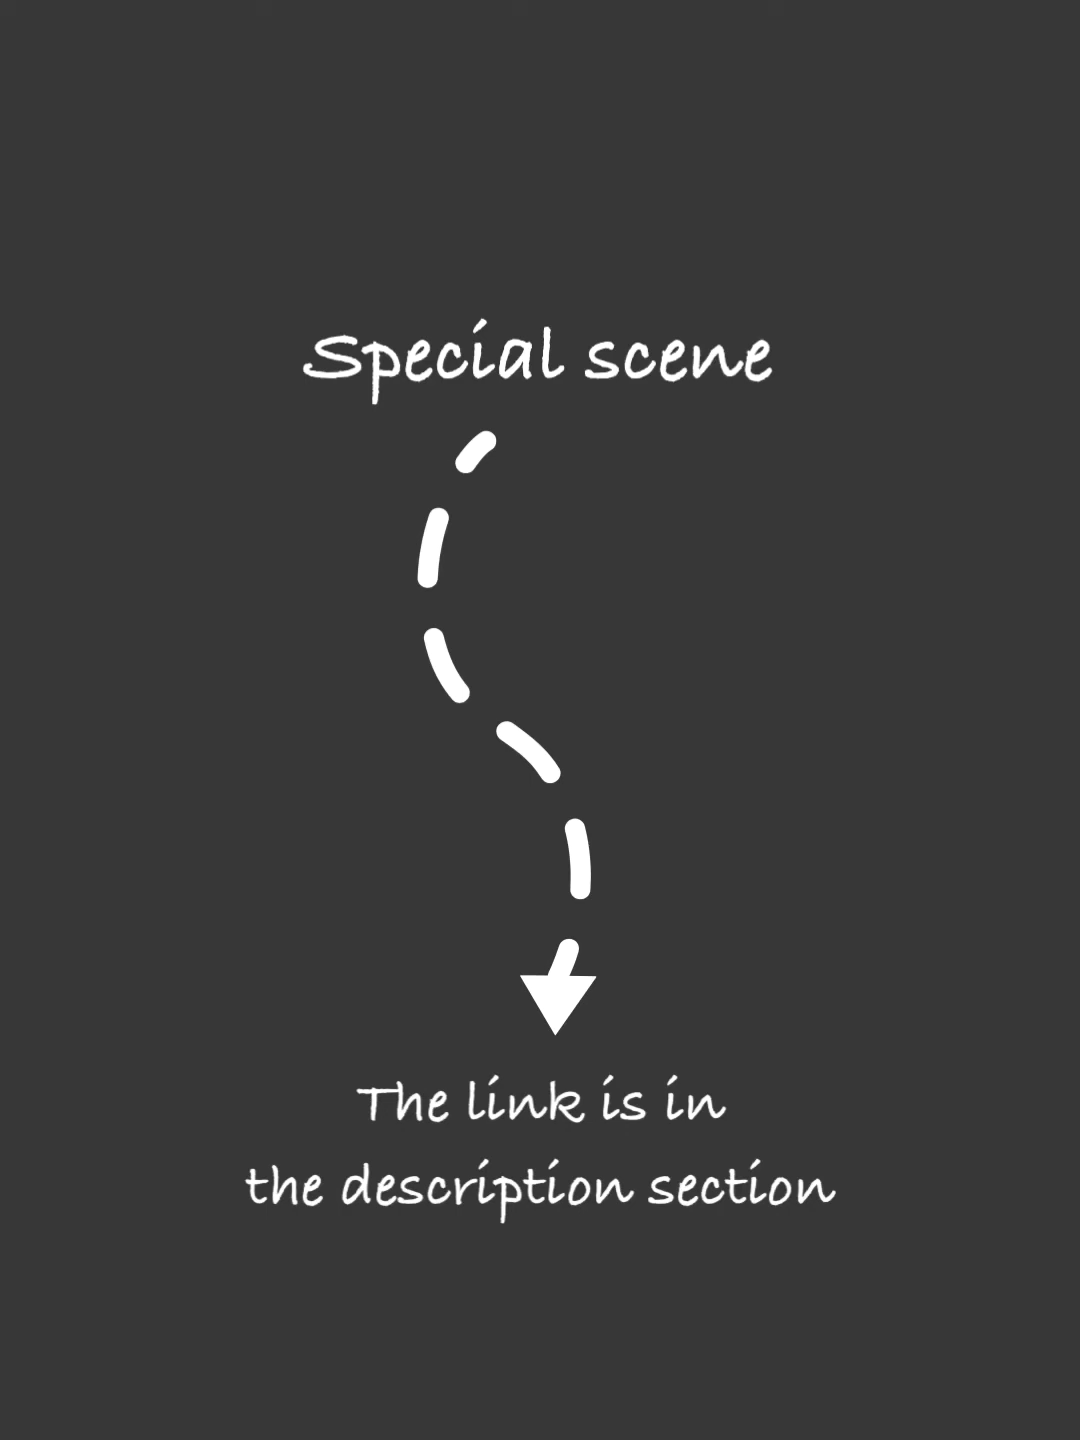 Special scene
The link is in
the description section